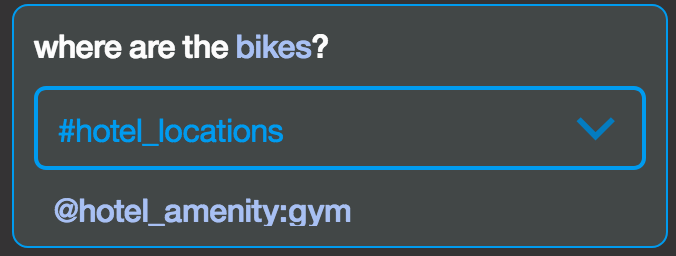 where are the bikes?
#hotel_locations
@hotel_amenity:gym